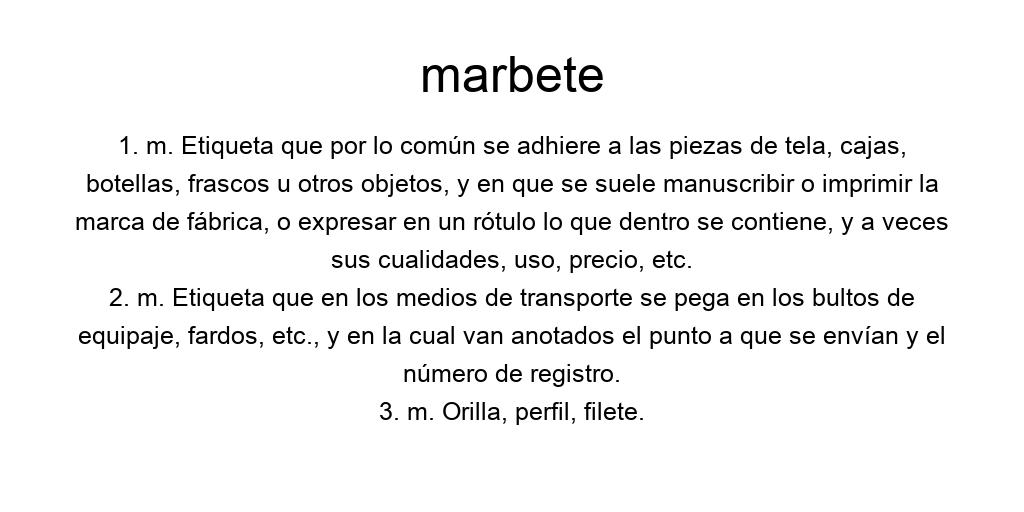 marbete
1. m. Etiqueta que por lo común se adhiere a las piezas de tela, cajas,
botellas, frascos u otros objetos, y en que se suele manuscribir o imprimir la
marca de fábrica, o expresar en un rótulo lo que dentro se contiene, y a veces
sus cualidades, uso, precio, etc.
2. m. Etiqueta que en los medios de transporte se pega en los bultos de
equipaje, fardos, etc., y en la cual van anotados el punto a que se envían y el
número de registro.
3. m. Orilla, perfil, filete.